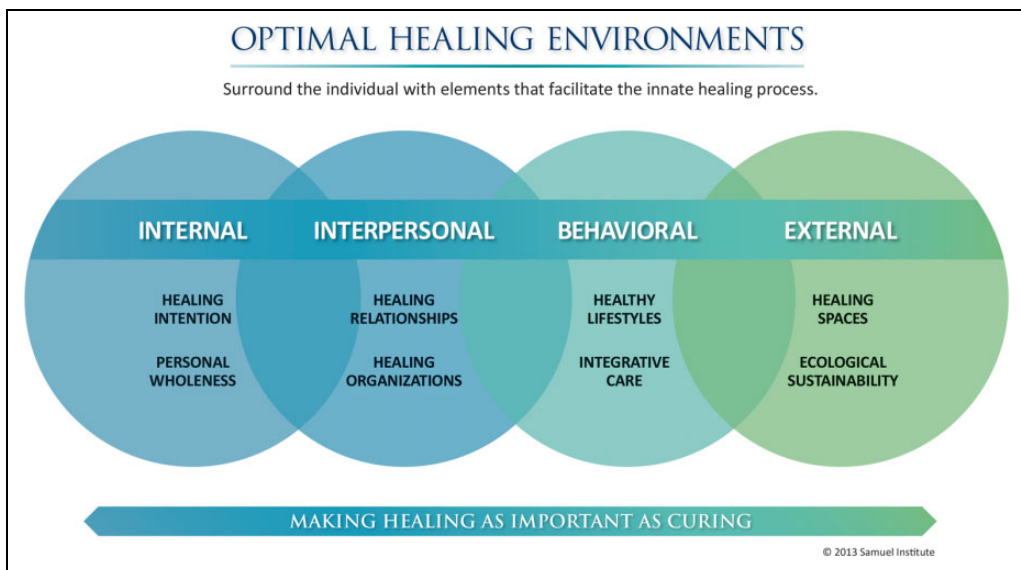 OPTIMAL HEALING ENVIRONMENTS
Surround the individual with elements that facilitate the innate healing process.
INTERNAL
HEALING
INTENTION
PERSONAL
WHOLENESS
INTERPERSONAL
HEALING
RELATIONSHIPS
HEALING
ORGANIZATIONS
BEHAVIORAL
HEALTHY
LIFESTYLES
INTEGRATIVE
CARE
EXTERNAL
HEALING
SPACES
ECOLOGICAL
SUSTAINABILITY
MAKING HEALING AS IMPORTANT AS CURING
© 2013 Samuel Institute